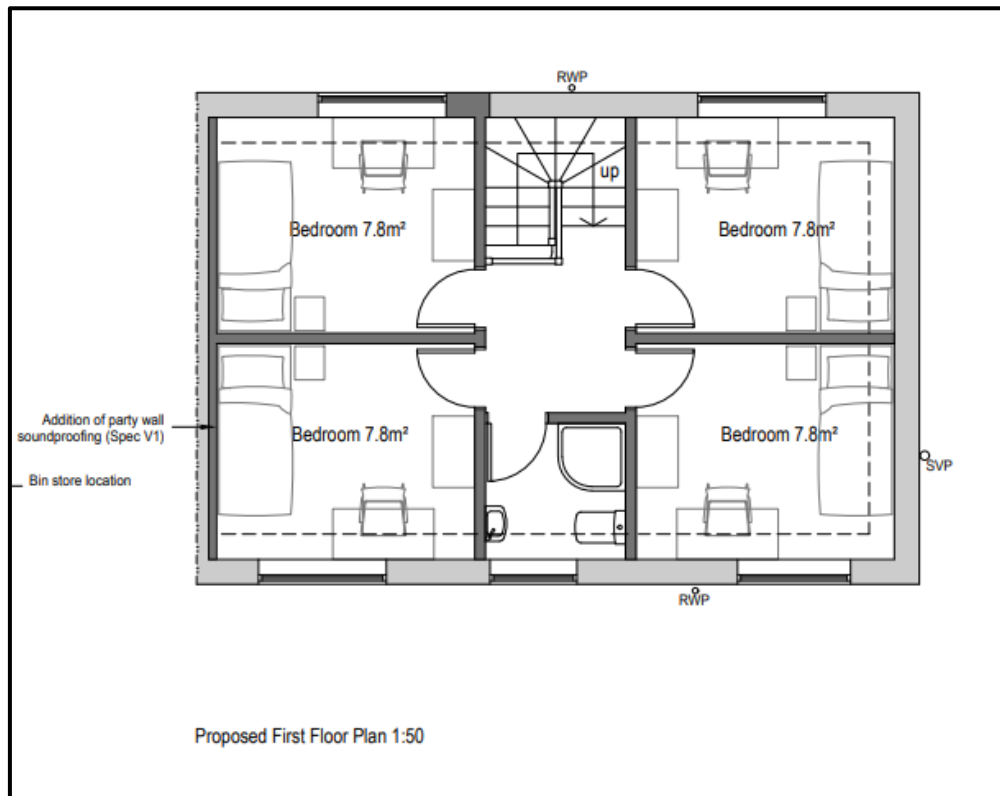 RWP
up
Bedroom 7.8m²
Bedroom 7.8m²
Addition of party wall
soundproofing (Spec V1)
Bedroom 7.8m²
Bedroom 7.8m²
Bin store location
SVP
RWP
Proposed First Floor Plan 1:50